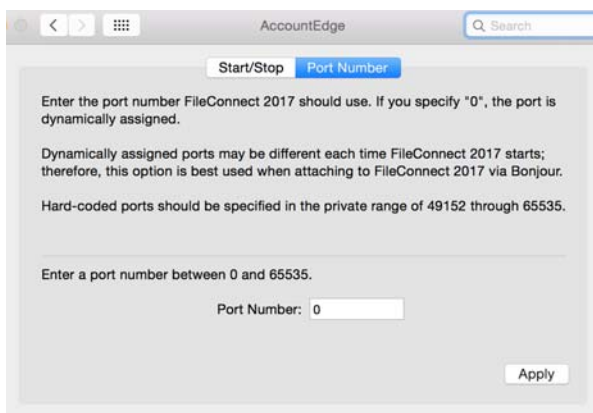 AccountEdge
Search
Start/Stop
Port Number
Enter the port number FileConnect 2017 should use. If you specify "0", the port is
dynamically assigned.
Dynamically assigned ports may be different each time FileConnect 2017 starts;
therefore, this option is best used when attaching to FileConnect 2017 via Bonjour.
Hard-coded ports should be specified in the private range of 49152 through 65535.
Enter a port number between 0 and 65535.
Port Number: 0
Apply